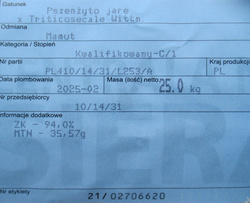 Gatunek
Pszenżyto jare
x Triticosecale Wittm
Odmiana
Mamut
Kategoria / Stopień
Kwalifikowany-C/1
Nr partii Kraj produkcji
PL410/14/31/L253/A PL
Data plombowania Masa (ilość) netto
2025-02 25.0 kg
Nr przedsiębiorcy
10/14/31
Informacje dodatkowe
ZK - 94,0%
MTN - 35,57g
Nr etykiety
21/02706620